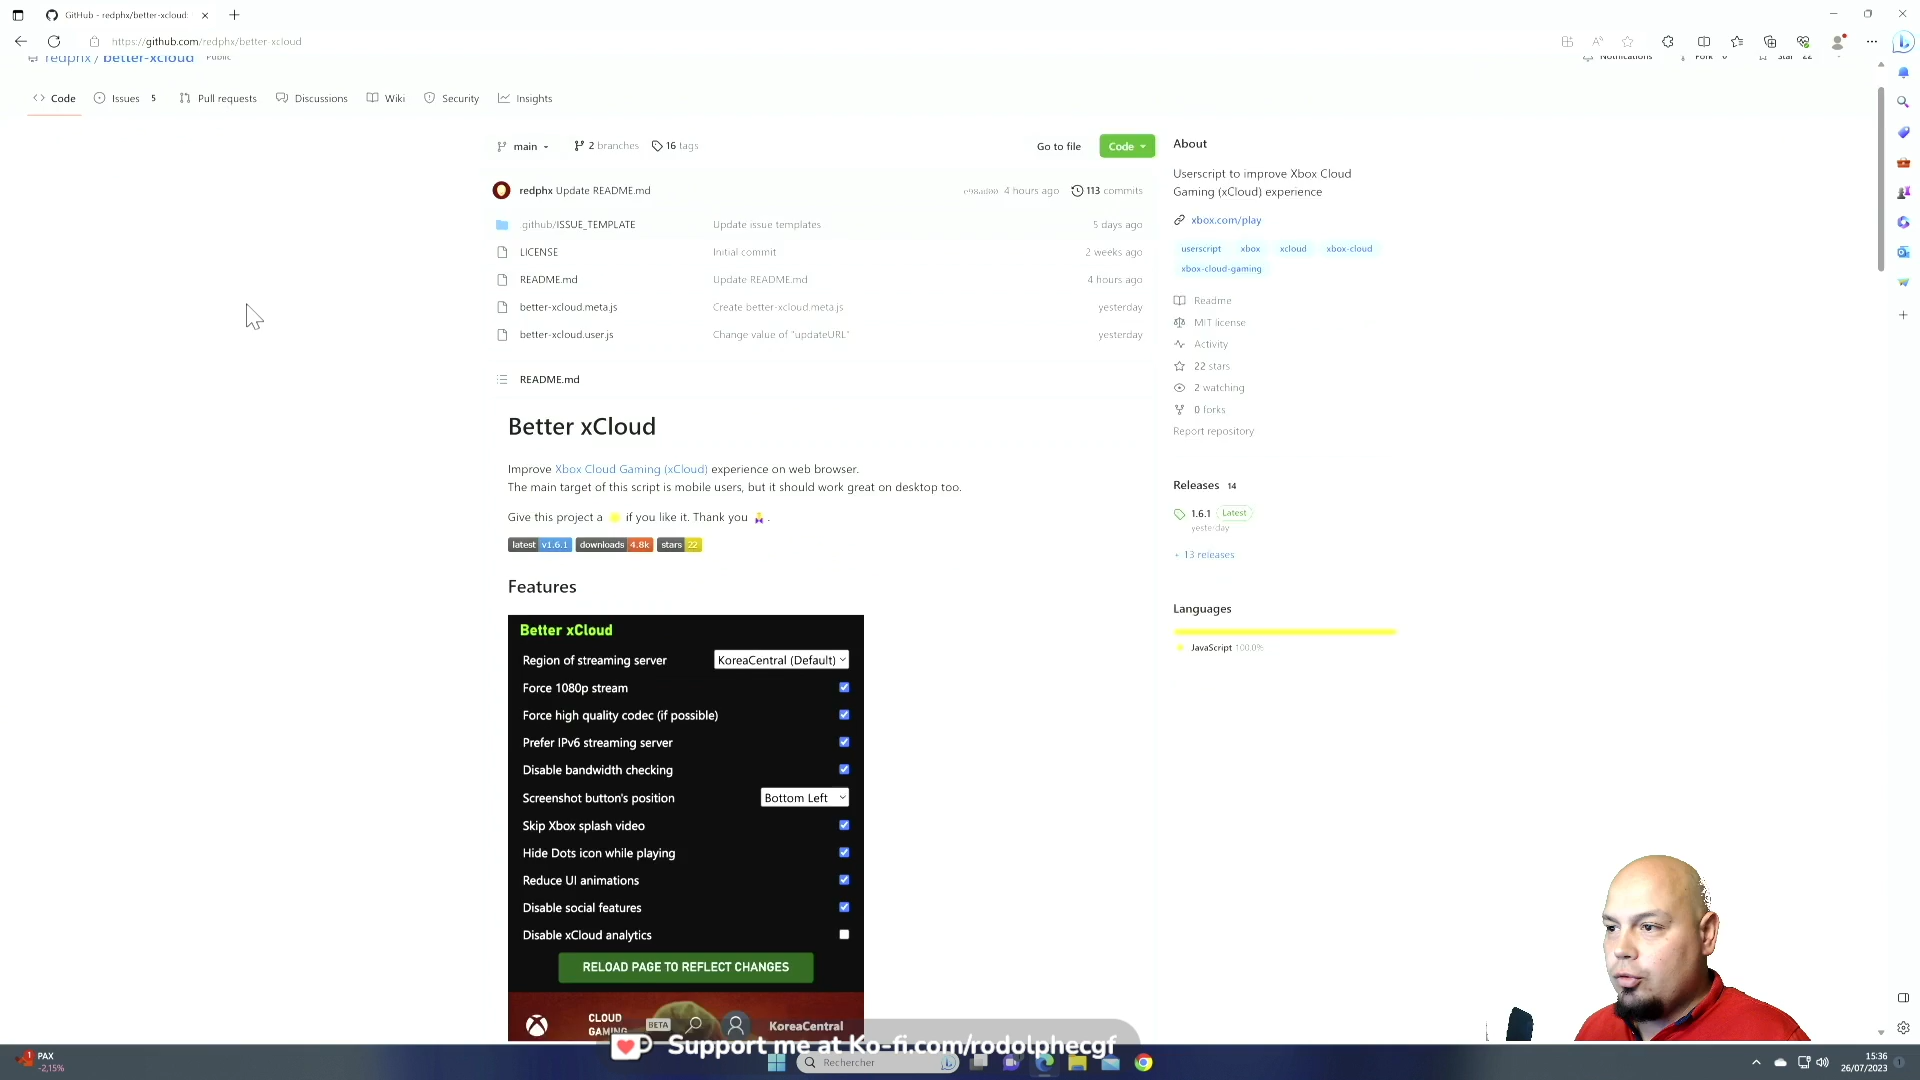 GitHub - redphx/better-xcloud:
https://github.com/redphx/better-xcloud
redphx / better-xcloud Public
Notifications Fork 0 Star 22
Code Issues 5 Pull requests Discussions Wiki Security Insights
main 2 branches 16 tags Go to file Code
redphx Update README.md 4 hours ago 113 commits
.github/ISSUE_TEMPLATE Update issue templates 5 days ago
LICENSE Initial commit 2 weeks ago
README.md Update README.md 4 hours ago
better-xcloud.meta.js Create better-xcloud.meta.js yesterday
better-xcloud.user.js Change value of "updateURL" yesterday
README.md
Better xCloud
Improve Xbox Cloud Gaming (xCloud) experience on web browser.
The main target of this script is mobile users, but it should work great on desktop too.
Give this project a if you like it. Thank you .
latest v1.6.1 downloads 4.8k stars 22
Features
Better xCloud
Region of streaming server KoreaCentral (Default)
Force 1080p stream
Force high quality codec (if possible)
Prefer IPv6 streaming server
Disable bandwidth checking
Screenshot button's position Bottom Left
Skip Xbox splash video
Hide Dots icon while playing
Reduce UI animations
Disable social features
Disable xCloud analytics
RELOAD PAGE TO REFLECT CHANGES
CLOUD
GAMING BETA KoreaCentral
About
Userscript to improve Xbox Cloud
Gaming (xCloud) experience
xbox.com/play
userscript xbox xcloud xbox-cloud
xbox-cloud-gaming
Readme
MIT license
Activity
22 stars
2 watching
0 forks
Report repository
Releases 14
1.6.1 Latest
yesterday
+ 13 releases
Languages
JavaScript 100.0%
Support me at Ko-fi.com/rodolphecgf
1 PAX
-2,15%
Rechercher
15:36
26/07/2023